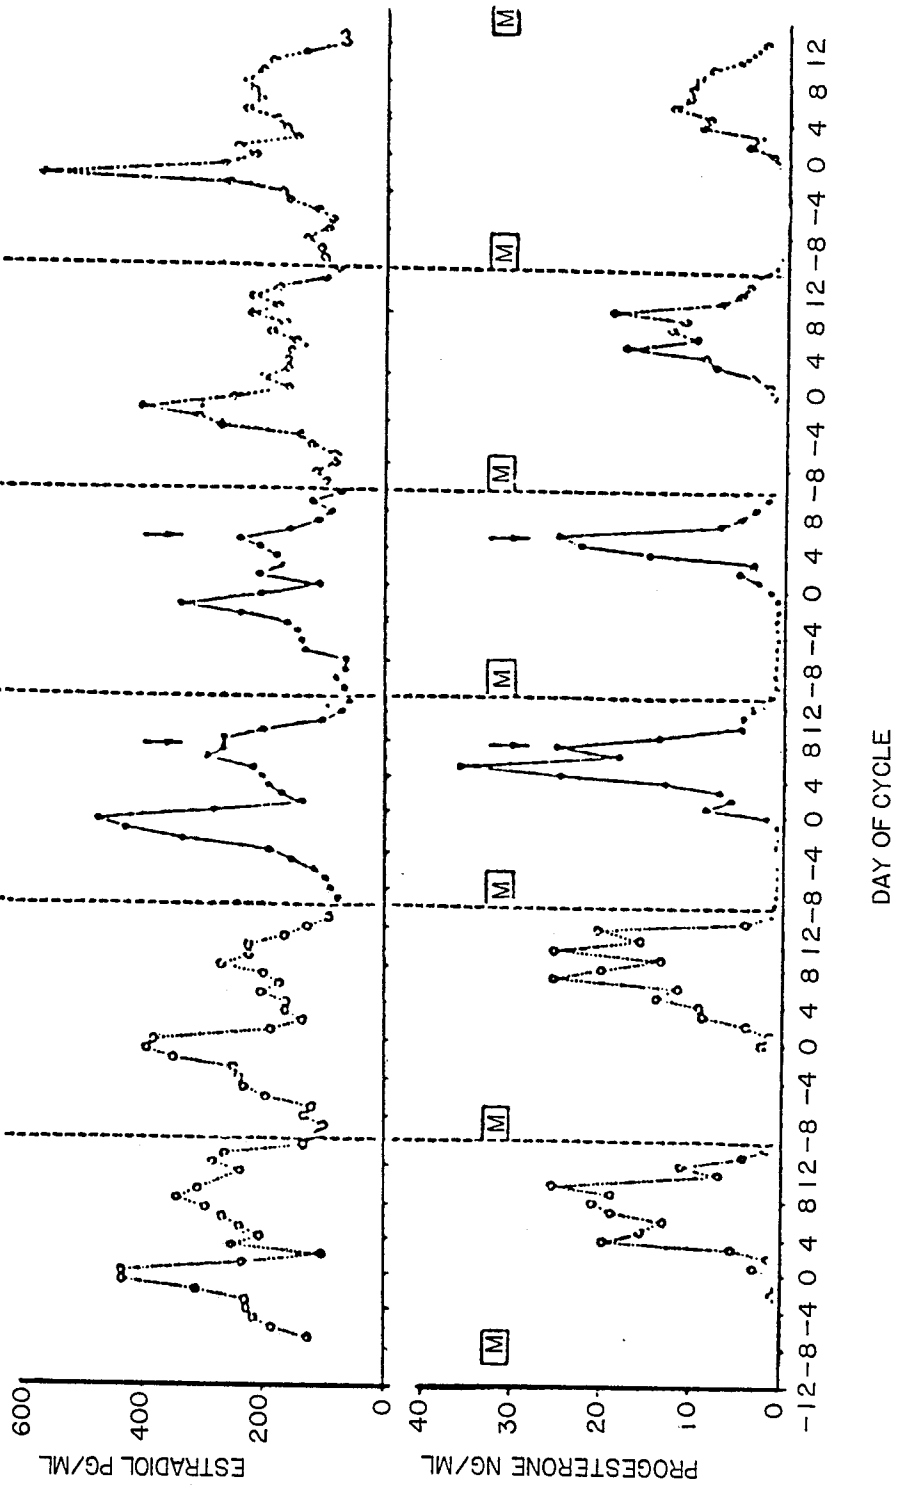 ESTRADIOL PG/ML
600
400
200
0
PROGESTERONE NG/ML
40
30
20
10
0
M M M M M M M
-12 -8 -4 0 4 8 12 -8 -4 0 4 8 12 -8 -4 0 4 8 12 -8 -4 0 4 8 -8 -4 0 4 8 12 -8 -4 0 4 8 12
DAY OF CYCLE